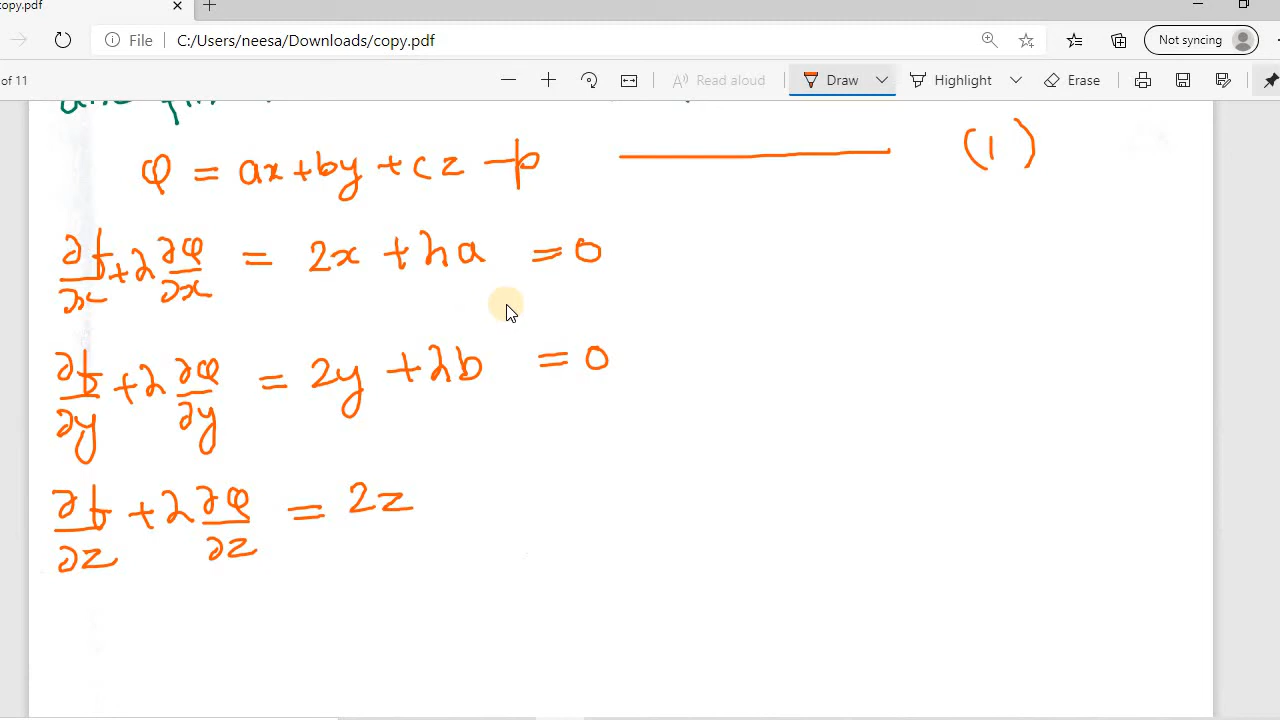 copy.pdf
File C:/Users/neesa/Downloads/copy.pdf Not syncing
of 11 Read aloud Draw Highlight Erase
φ = ax+by+cz-p (1)
∂f/∂x + λ ∂φ/∂x = 2x + λa = 0
∂f/∂y + λ ∂φ/∂y = 2y + λb = 0
∂f/∂z + λ ∂φ/∂z = 2z